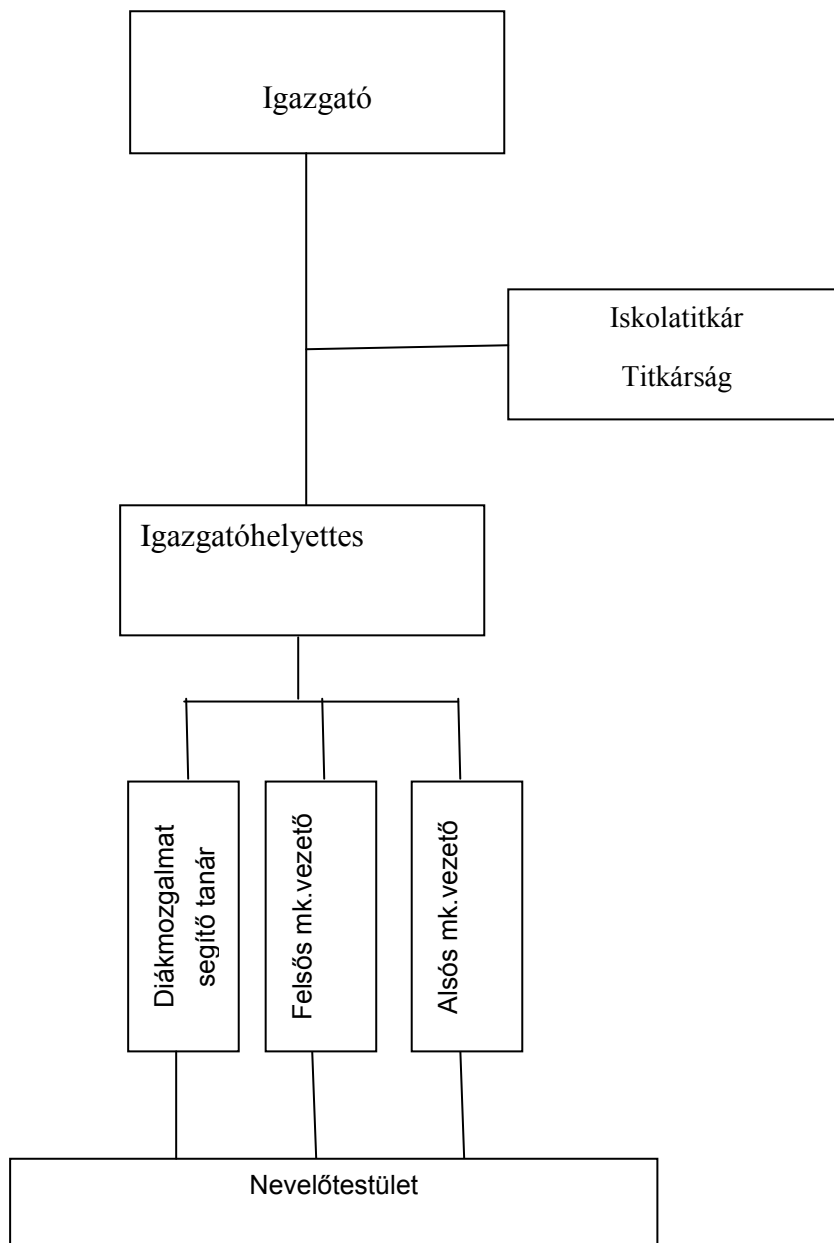 Igazgató
Iskolatitkár
Titkárság
Igazgatóhelyettes
Diákmozgalmat
segítő tanár
Felsős mk.vezető
Alsós mk.vezető
Nevelőtestület